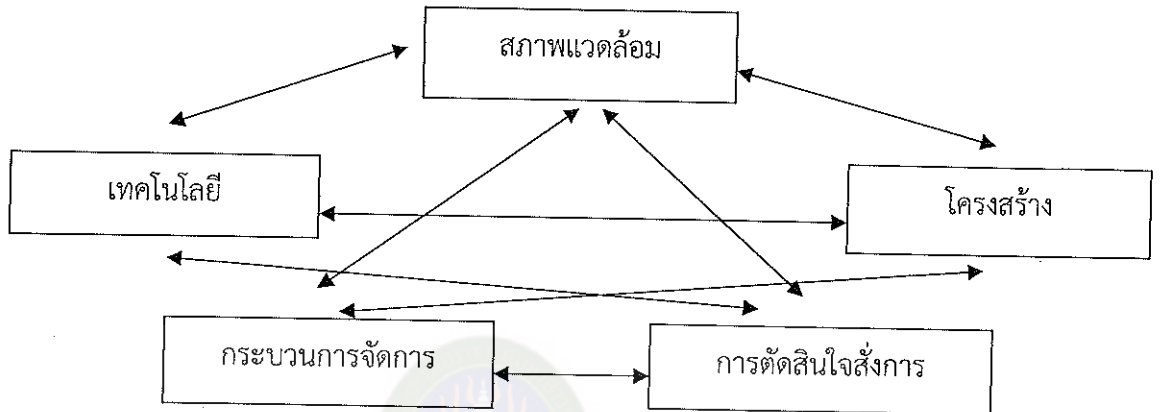 สภาพแวดล้อม
เทคโนโลยี
โครงสร้าง
กระบวนการจัดการ
การตัดสินใจสั่งการ